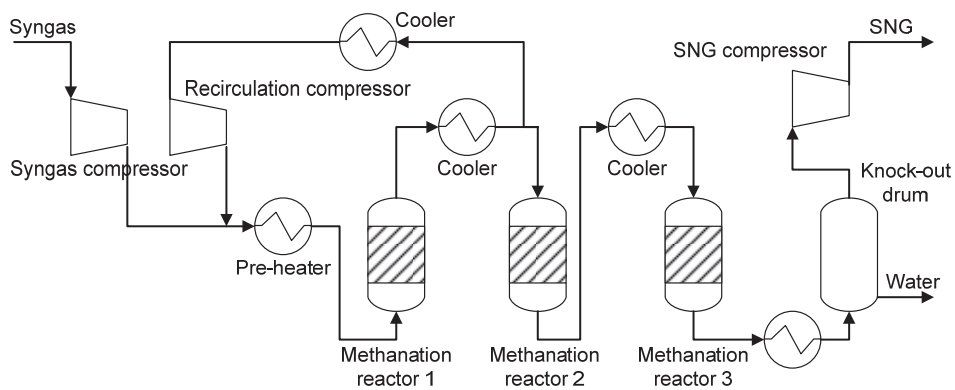 Syngas
Cooler
SNG compressor
SNG
Recirculation compressor
Syngas compressor
Cooler
Cooler
Knock-out
drum
Pre-heater
Water
Methanation
reactor 1
Methanation
reactor 2
Methanation
reactor 3